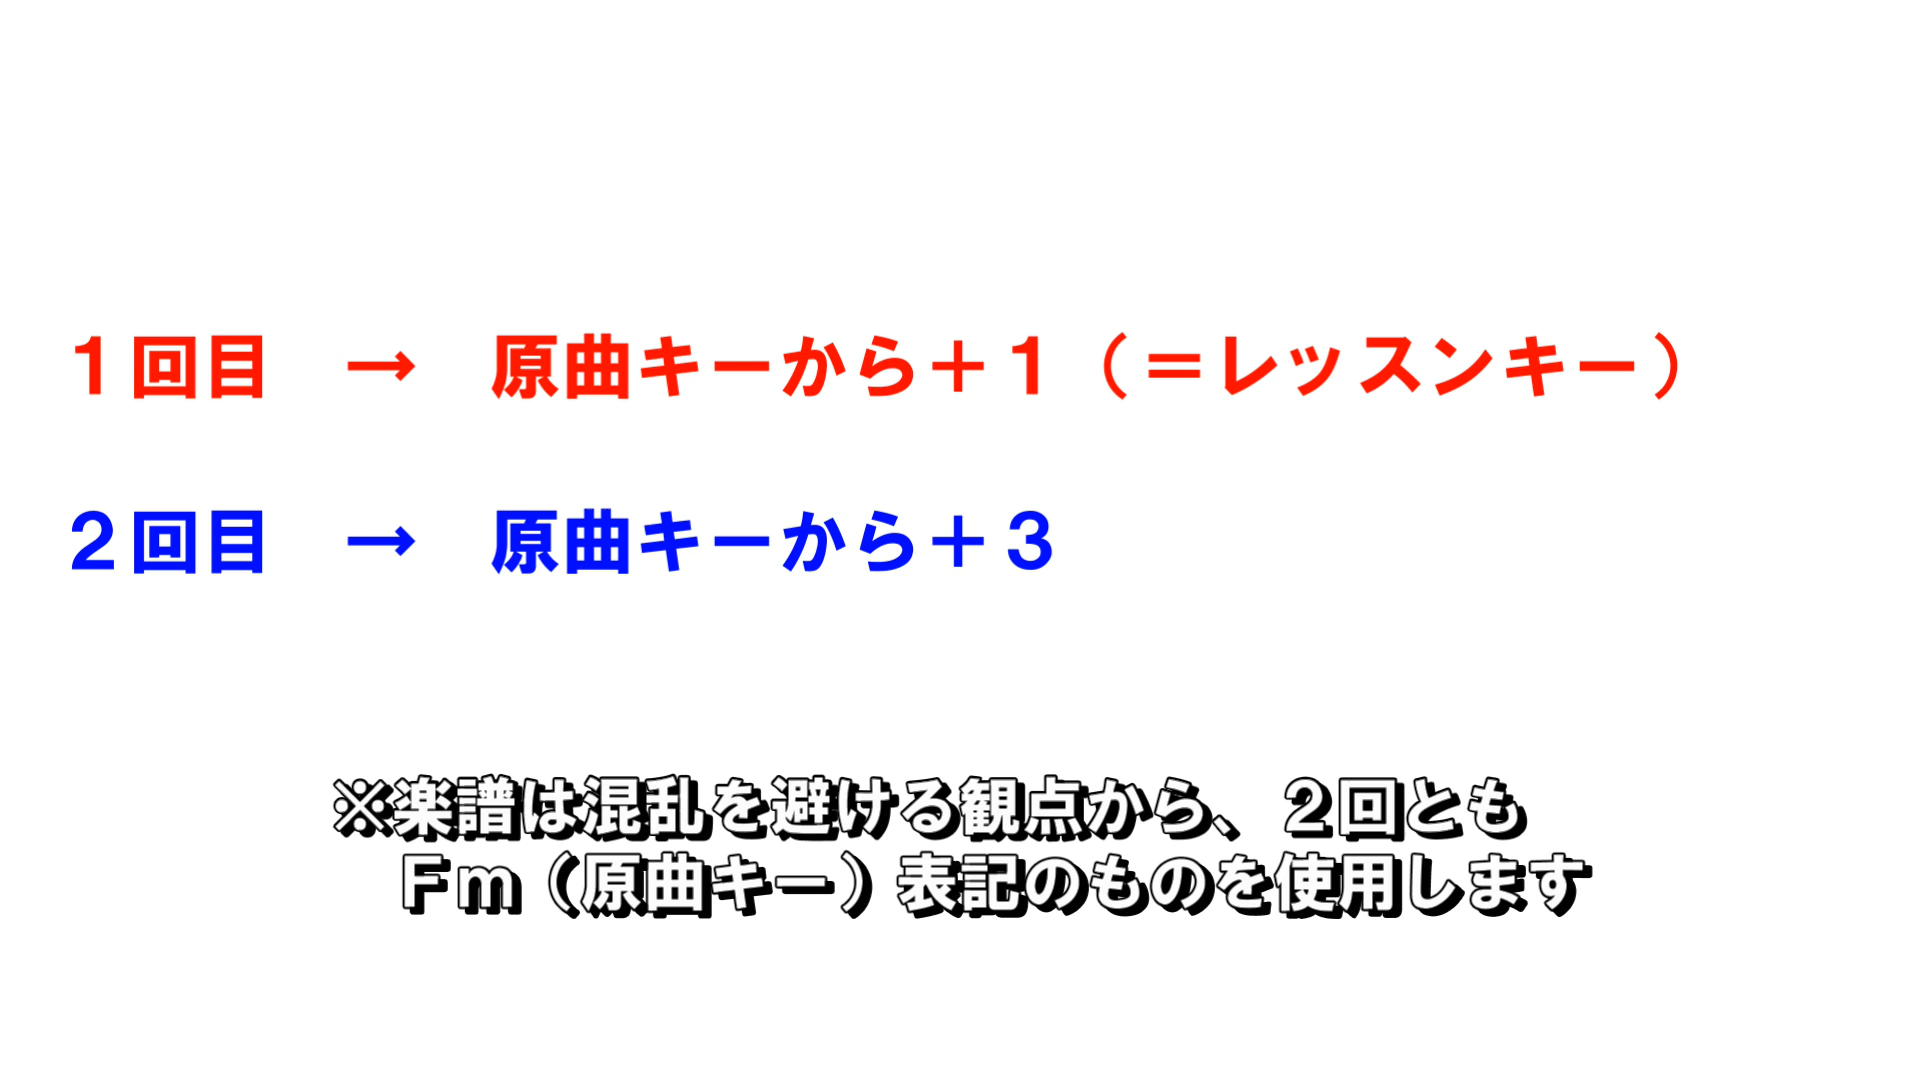 １回目　→　原曲キーから＋１（＝レッスンキー）
２回目　→　原曲キーから＋３
※楽譜は混乱を避ける観点から、２回とも
Ｆｍ（原曲キー）表記のものを使用します